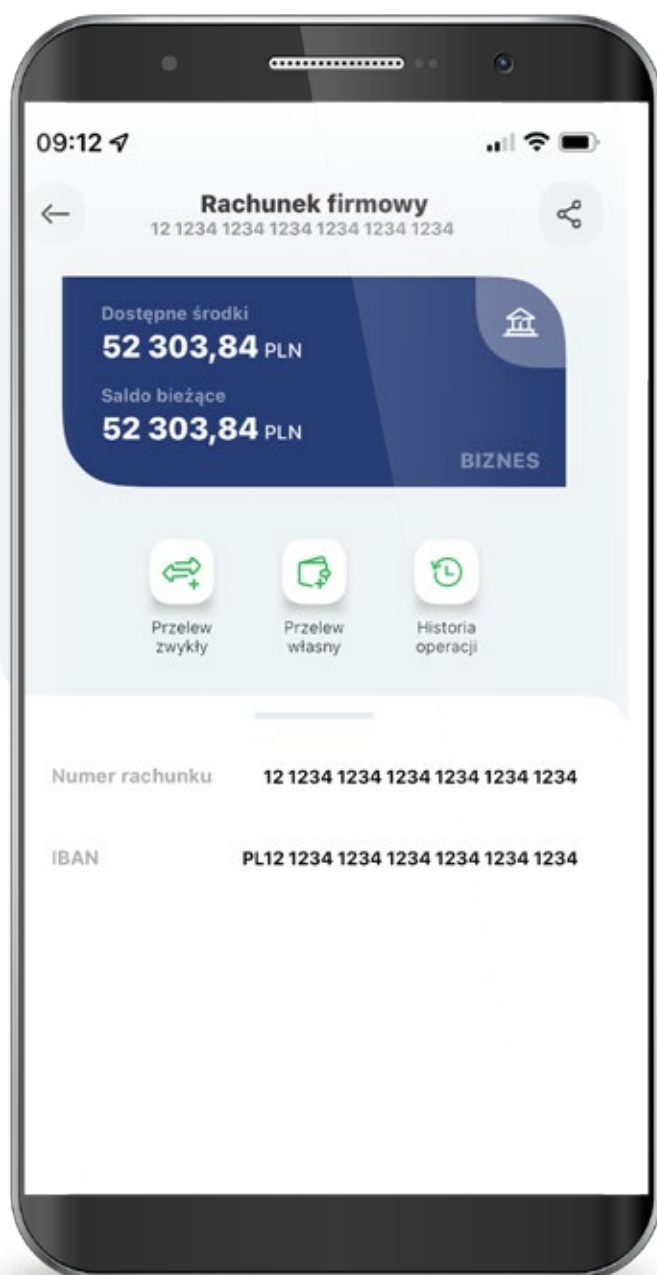 09:12
Rachunek firmowy
12 1234 1234 1234 1234 1234 1234
Dostępne środki
52 303,84 PLN
Saldo bieżące
52 303,84 PLN
BIZNES
Przelew zwykły
Przelew własny
Historia operacji
Numer rachunku 12 1234 1234 1234 1234 1234 1234
IBAN PL12 1234 1234 1234 1234 1234 1234